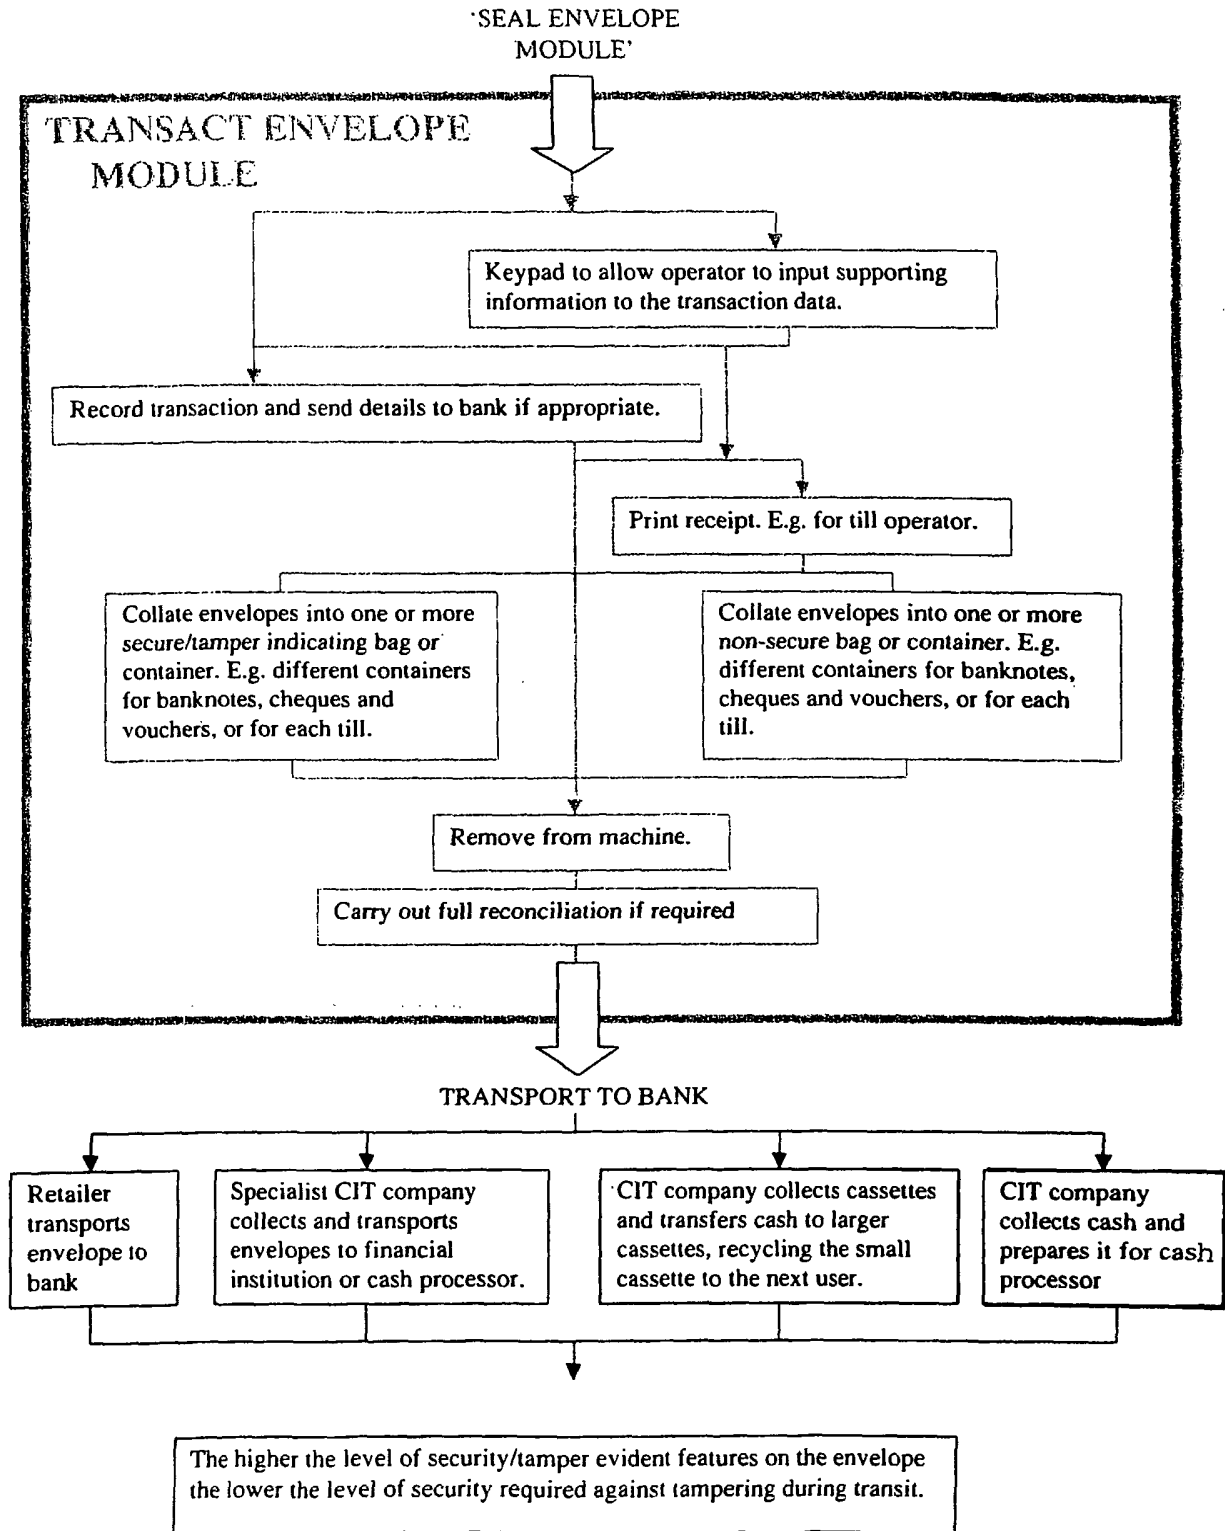 'SEAL ENVELOPE
MODULE'
TRANSACT ENVELOPE
MODULE
Keypad to allow operator to input supporting
information to the transaction data.
Record transaction and send details to bank if appropriate.
Print receipt. E.g. for till operator.
Collate envelopes into one or more
secure/tamper indicating bag or
container. E.g. different containers
for banknotes, cheques and
vouchers, or for each till.
Collate envelopes into one or more
non-secure bag or container. E.g.
different containers for banknotes,
cheques and vouchers, or for each
till.
Remove from machine.
Carry out full reconciliation if required
TRANSPORT TO BANK
Retailer
transports
envelope to
bank
Specialist CIT company
collects and transports
envelopes to financial
institution or cash processor.
CIT company collects cassettes
and transfers cash to larger
cassettes, recycling the small
cassette to the next user.
CIT company
collects cash and
prepares it for cash
processor
The higher the level of security/tamper evident features on the envelope
the lower the level of security required against tampering during transit.